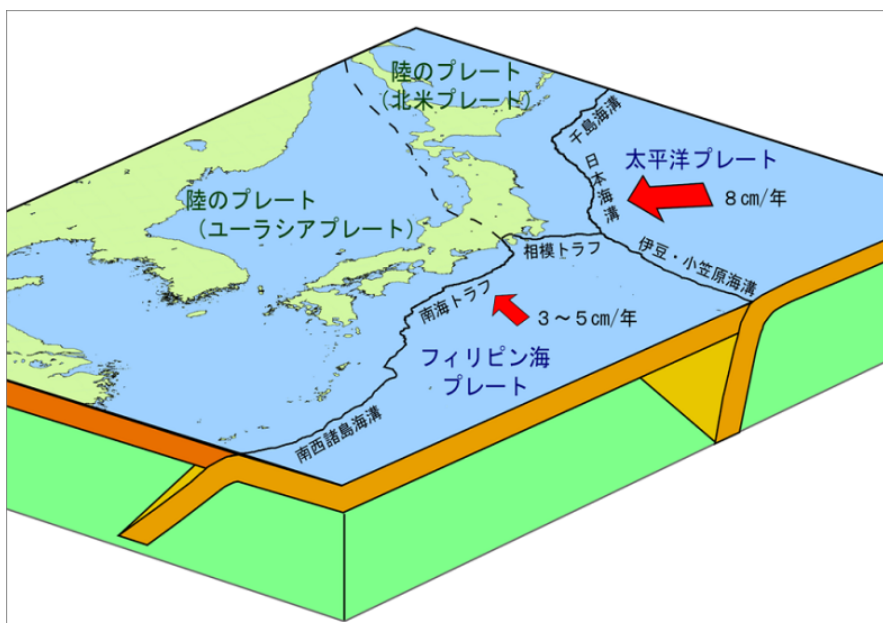 陸のプレート
(北米プレート)
千島海溝
太平洋プレート
日本海溝
8㎝/年
陸のプレート
(ユーラシアプレート)
相模トラフ
伊豆・小笠原海溝
南海トラフ
3～5㎝/年
フィリピン海
プレート
南西諸島海溝